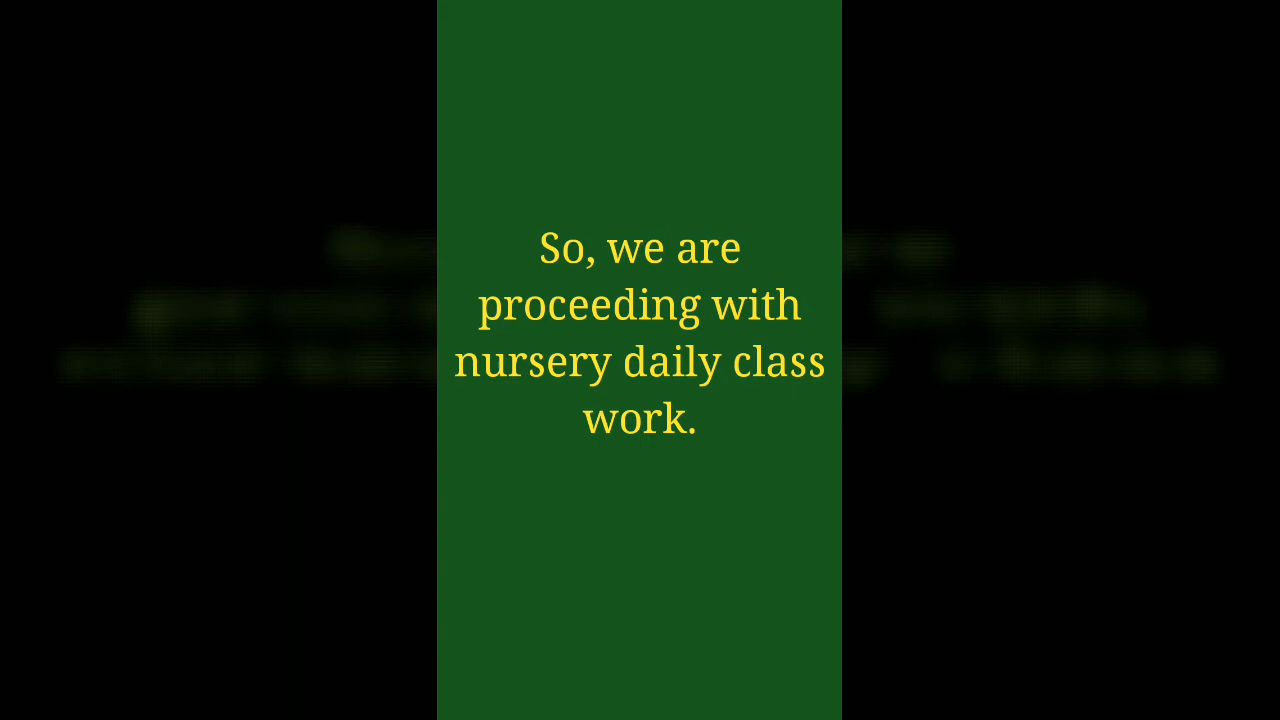 So, we are
proceeding with
nursery daily class
work.